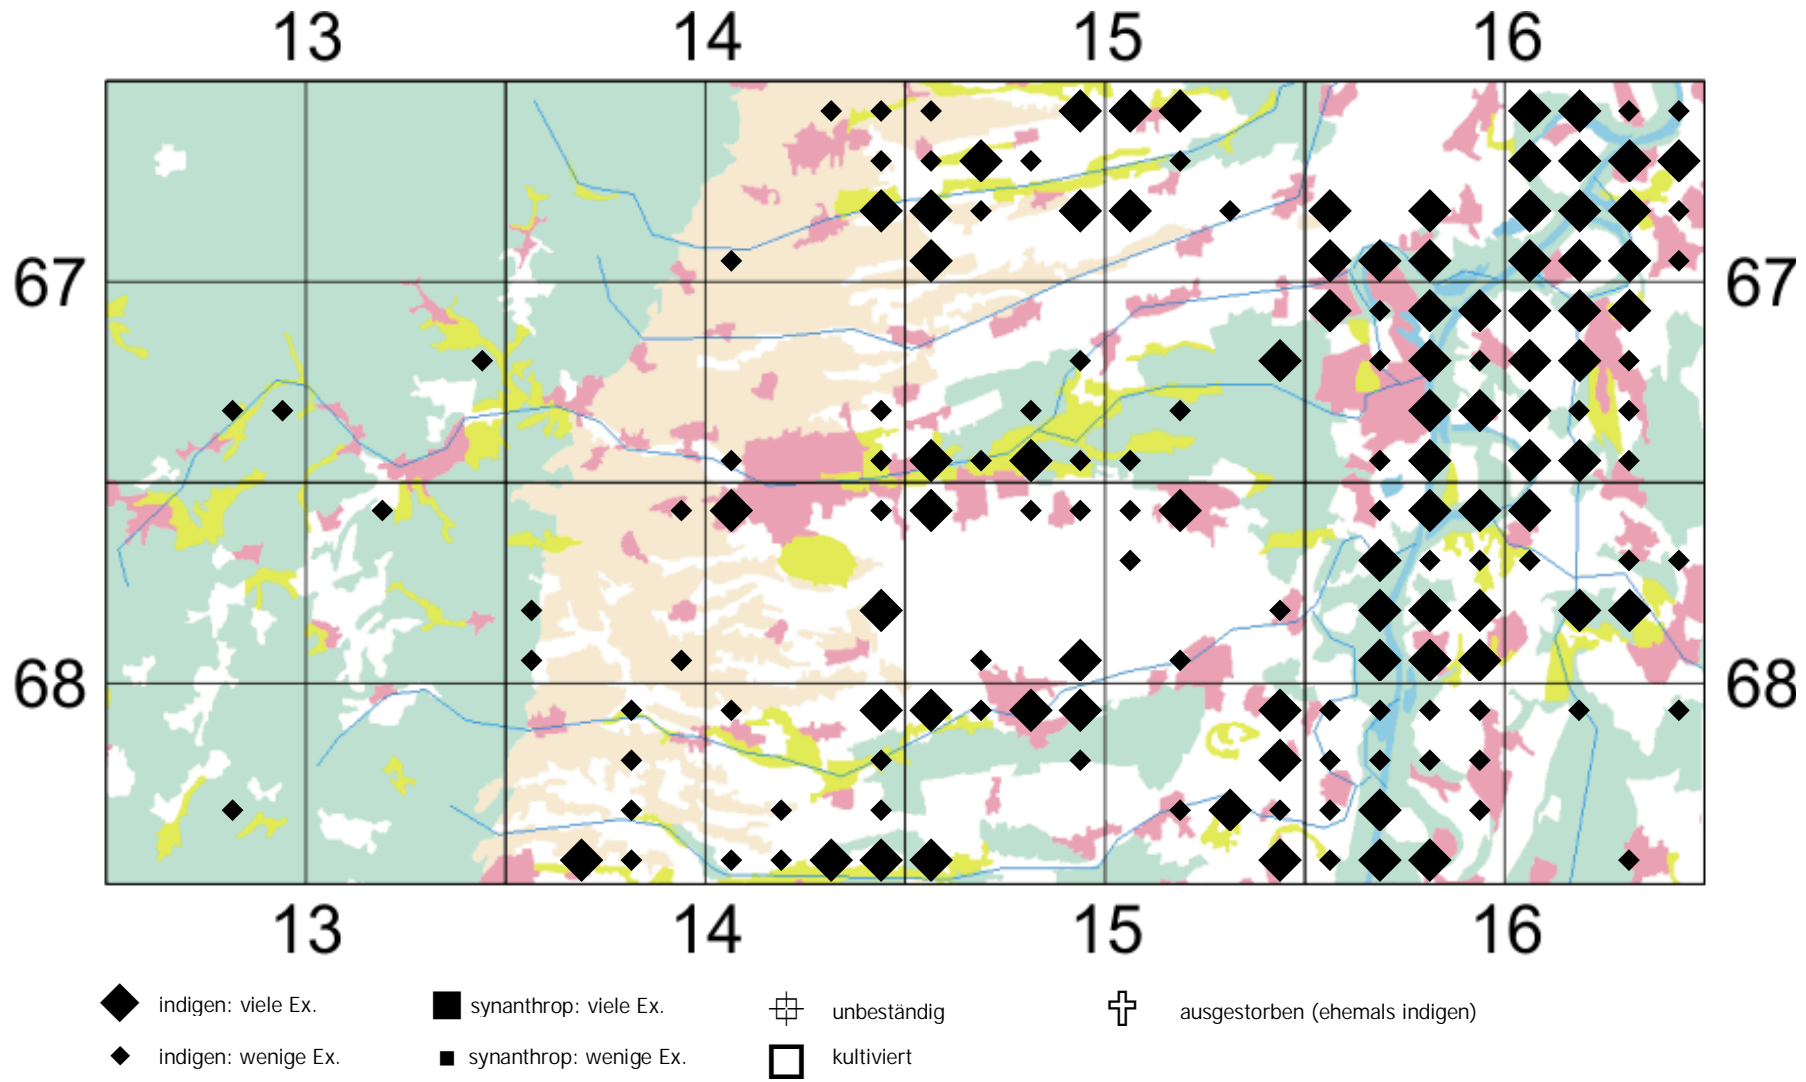 13 14 15 16
67 67
68 68
13 14 15 16
indigen: viele Ex. synanthrop: viele Ex. unbeständig ausgestorben (ehemals indigen)
indigen: wenige Ex. synanthrop: wenige Ex. kultiviert